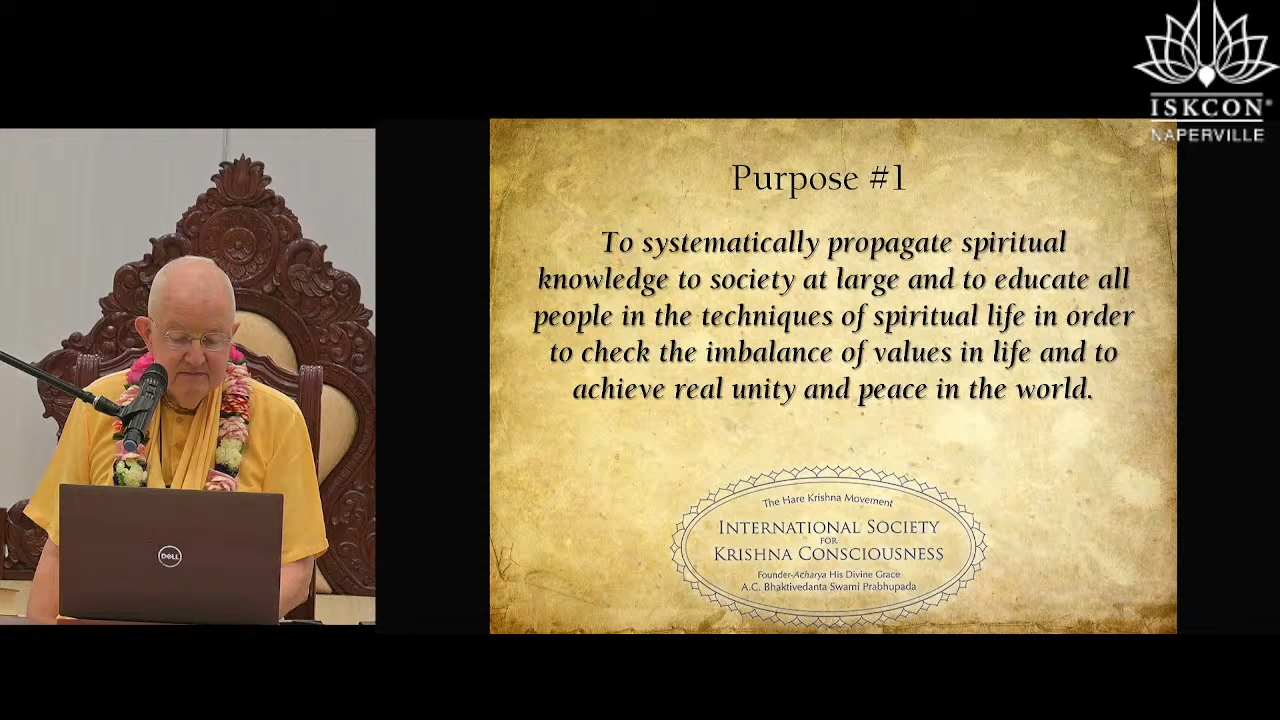 ISKCON®
NAPERVILLE
Purpose #1
To systematically propagate spiritual
knowledge to society at large and to educate all
people in the techniques of spiritual life in order
to check the imbalance of values in life and to
achieve real unity and peace in the world.
The Hare Krishna Movement
INTERNATIONAL SOCIETY
FOR
KRISHNA CONSCIOUSNESS
Founder-Acharya His Divine Grace
A.C. Bhaktivedanta Swami Prabhupada
DELL